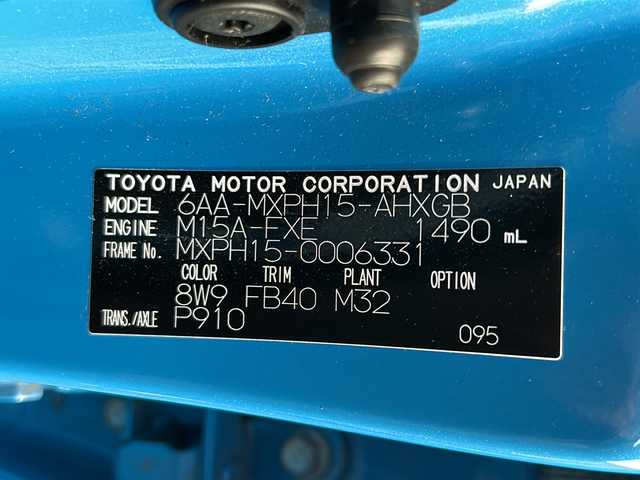 TOYOTA MOTOR CORPORATION JAPAN
MODEL 6AA-MXPH15-AHXGB
ENGINE M15A-FXE 1490 mL
FRAME No. MXPH15-0006331
COLOR TRIM PLANT OPTION
8W9 FB40 M32
TRANS./AXLE P910 095